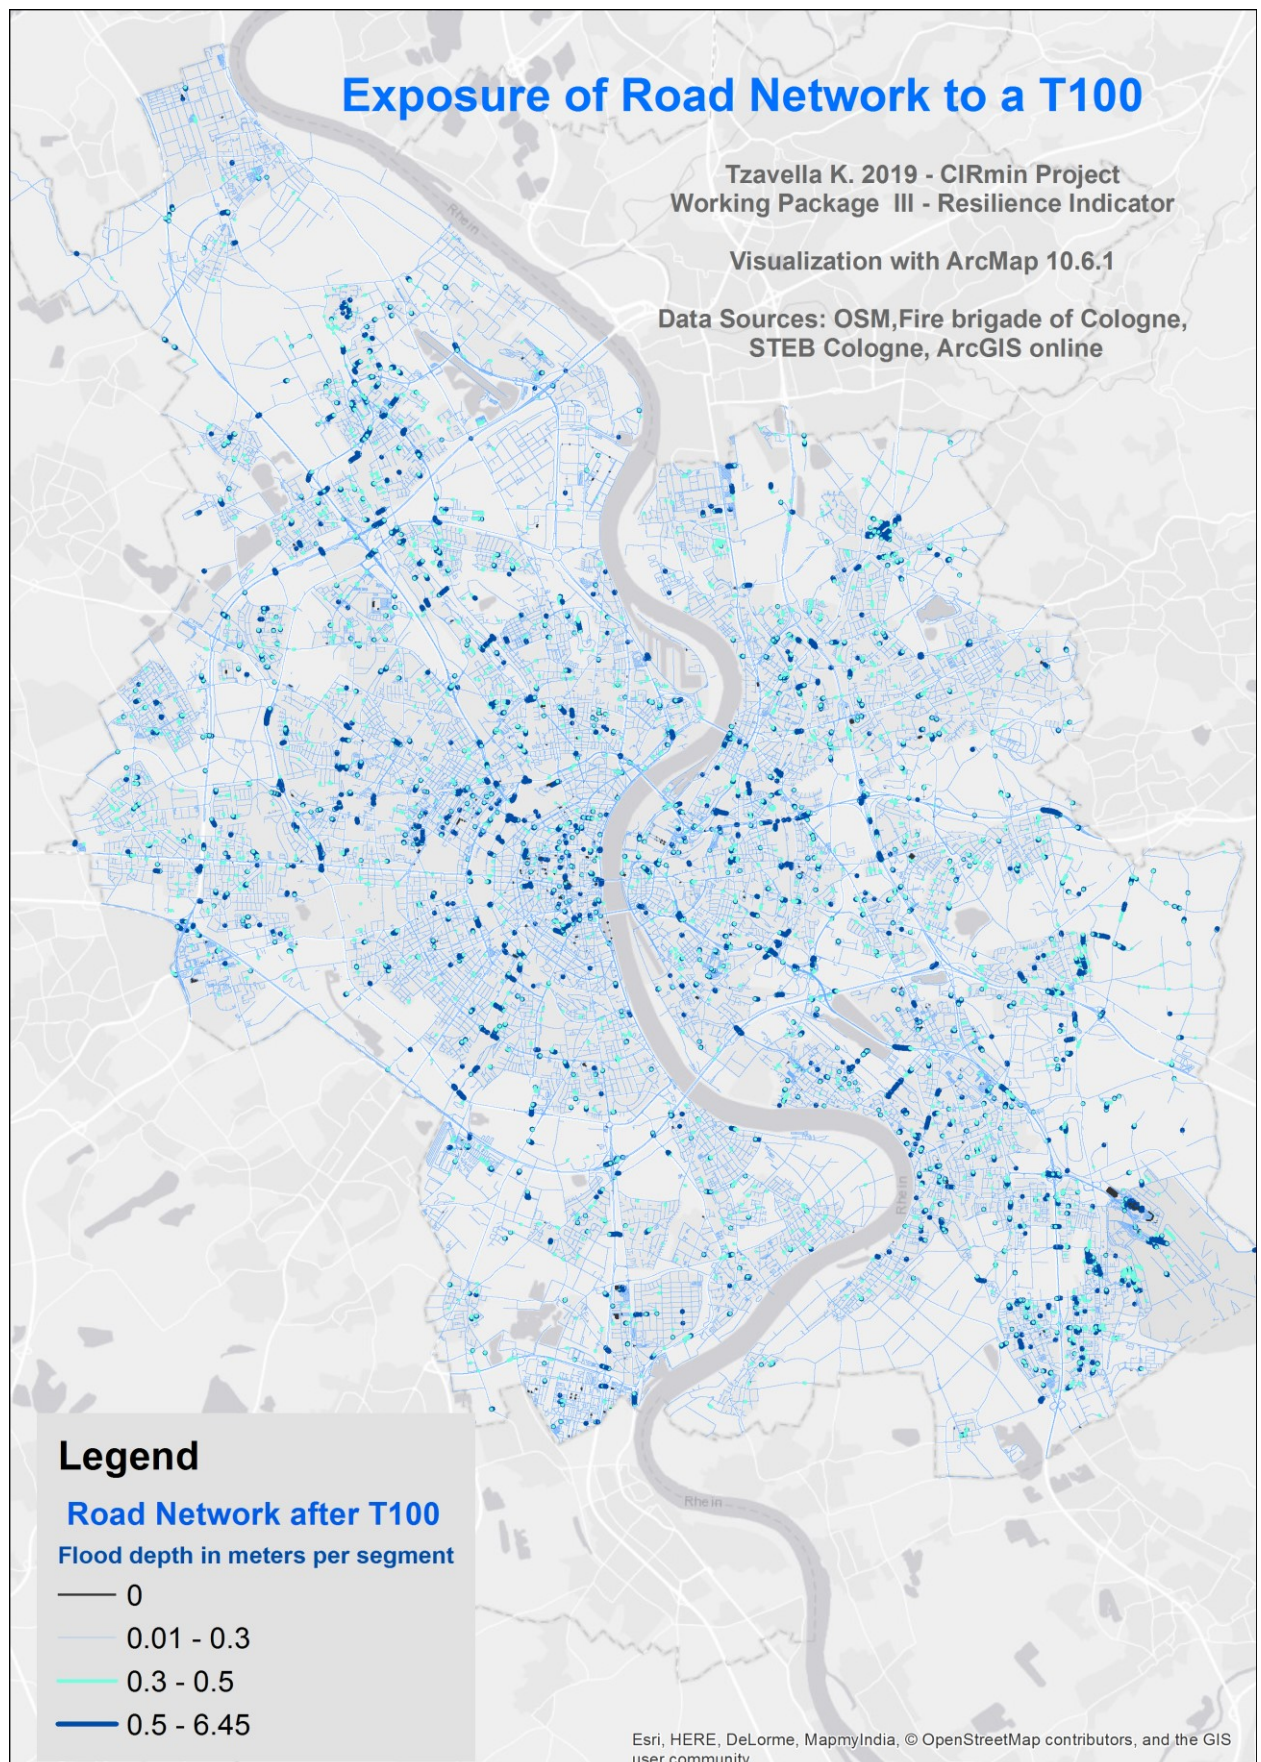 Exposure of Road Network to a T100
Tzavella K. 2019 - CIRmin Project
Working Package III - Resilience Indicator
Visualization with ArcMap 10.6.1
Data Sources: OSM,Fire brigade of Cologne,
STEB Cologne, ArcGIS online
Rhein
Rhein
Rhein
Legend
Road Network after T100
Flood depth in meters per segment
0
0.01 - 0.3
0.3 - 0.5
0.5 - 6.45
Esri, HERE, DeLorme, MapmyIndia, © OpenStreetMap contributors, and the GIS
user community